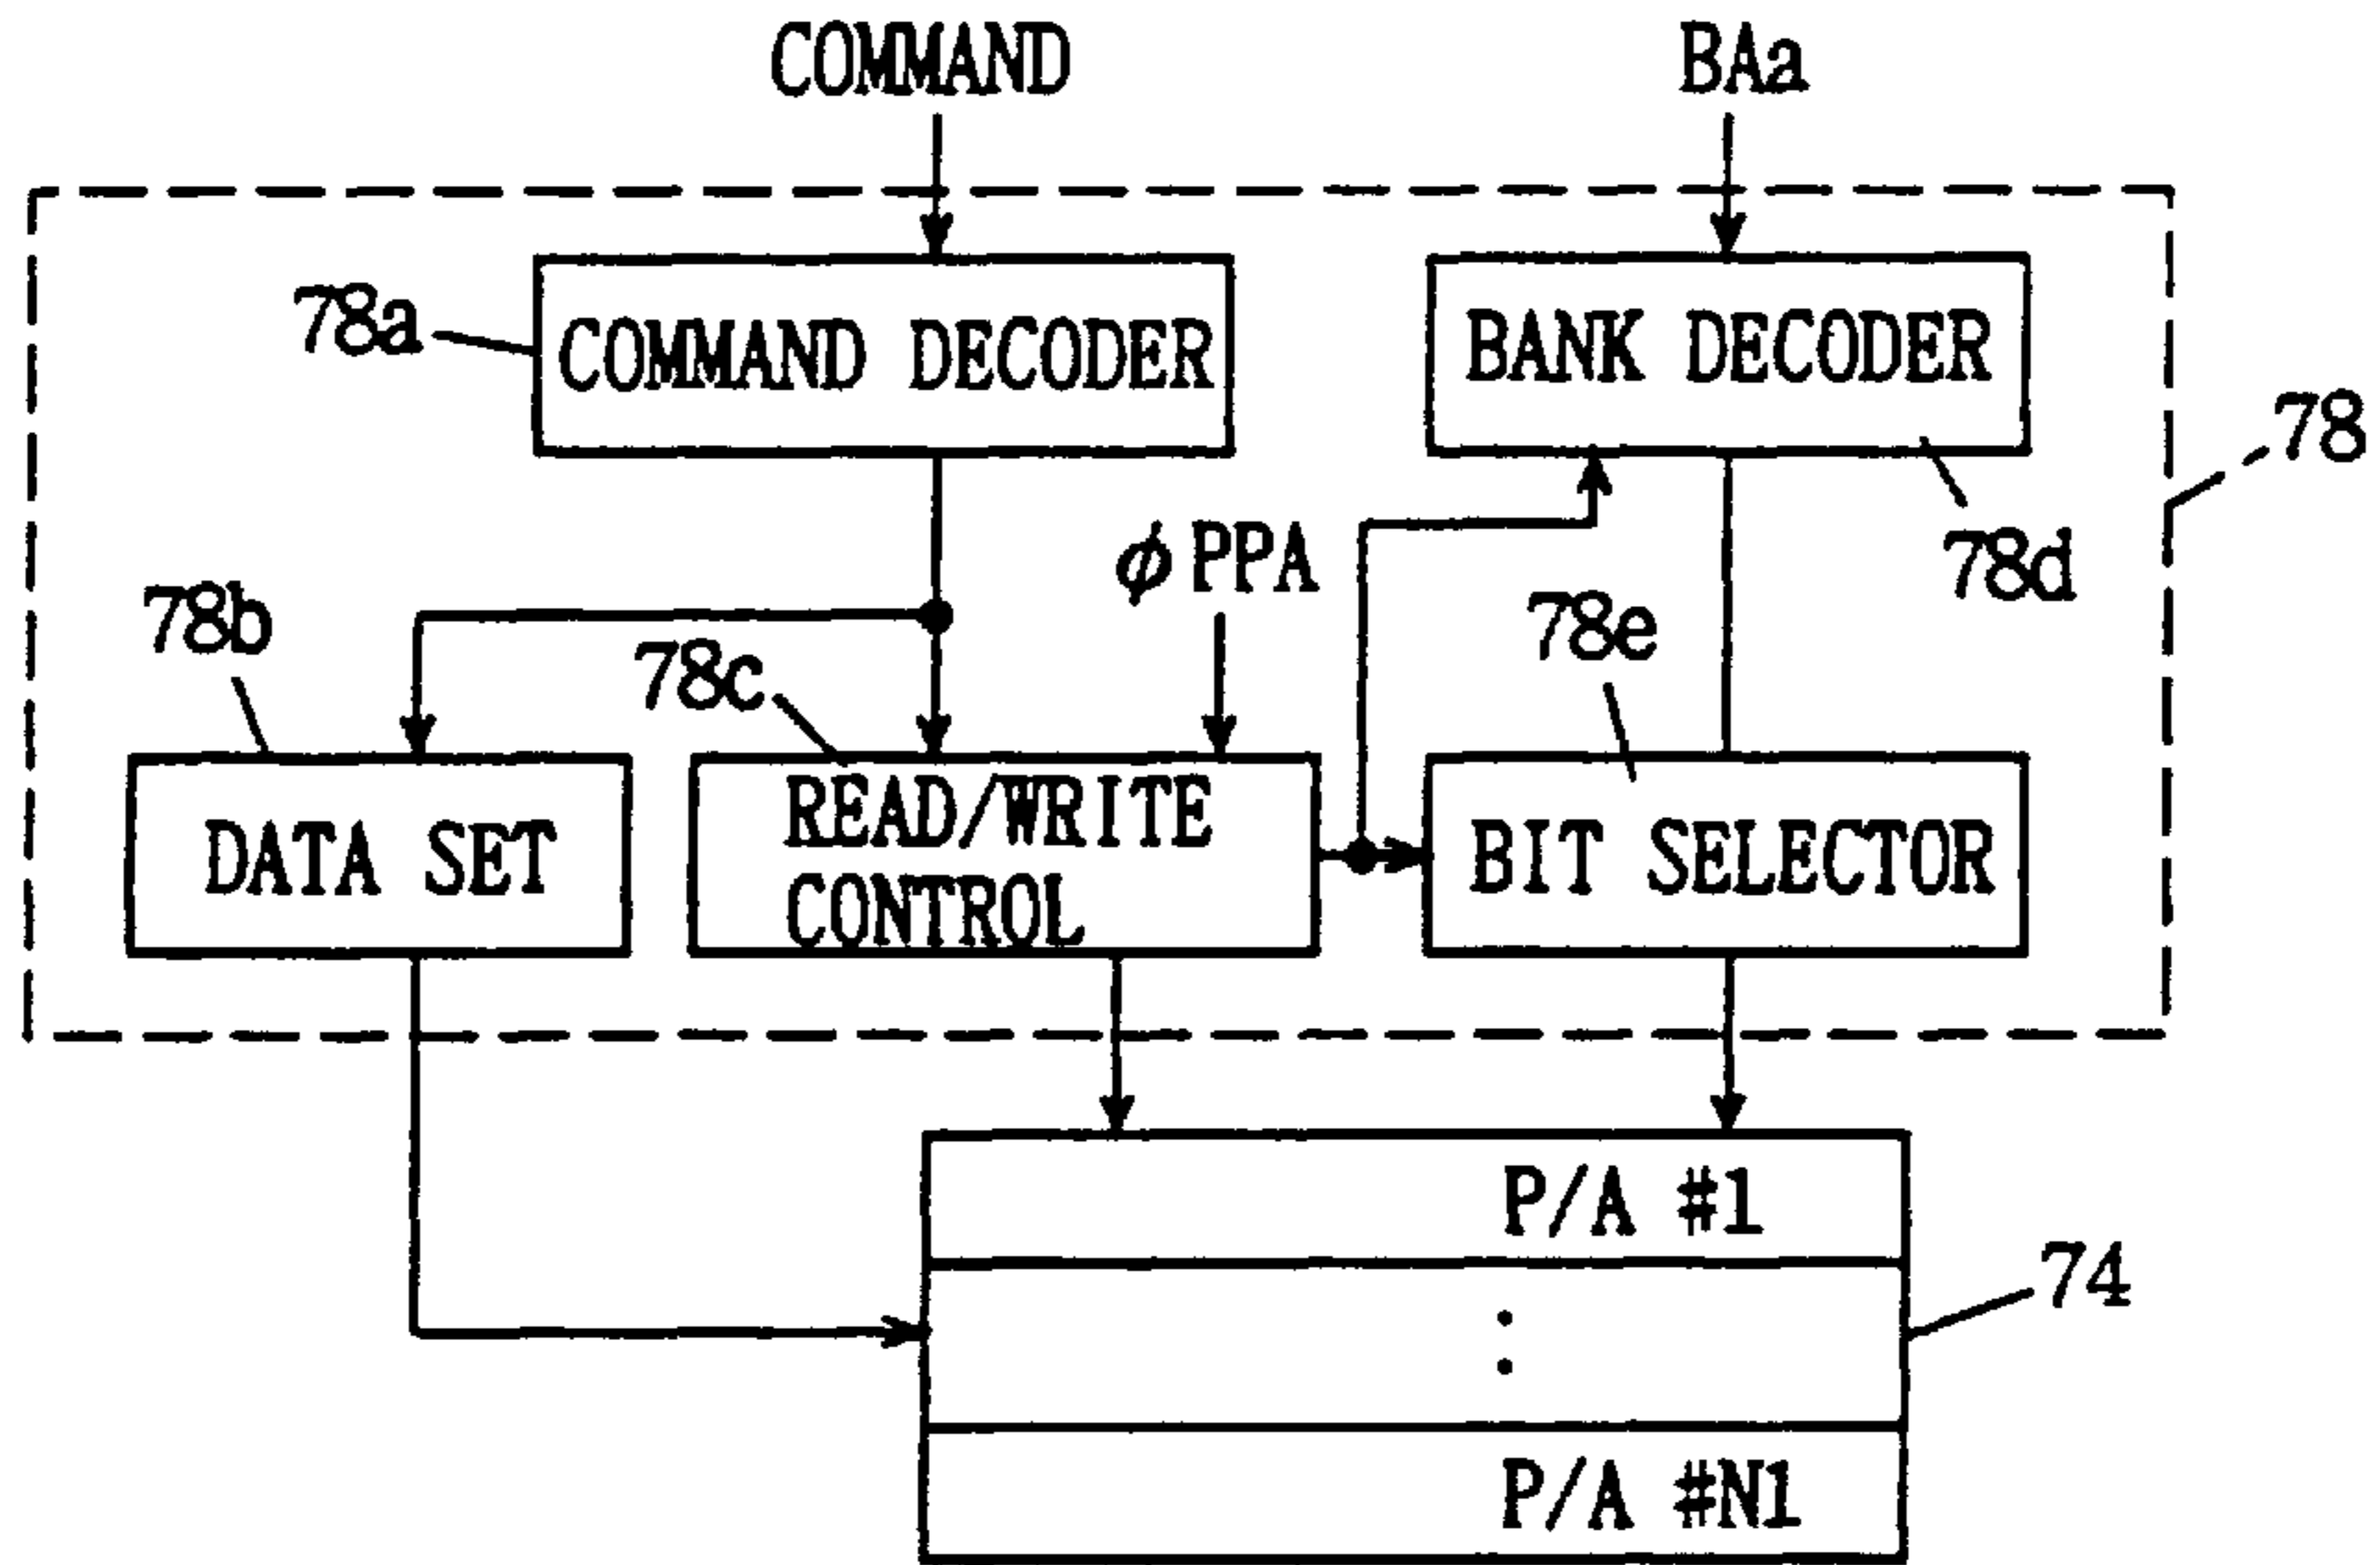 COMMAND
BAa
78a
COMMAND DECODER
BANK DECODER
78
78b
78c
φPPA
78e
78d
DATA SET
READ/WRITE
CONTROL
BIT SELECTOR
P/A #1
:
74
P/A #N1